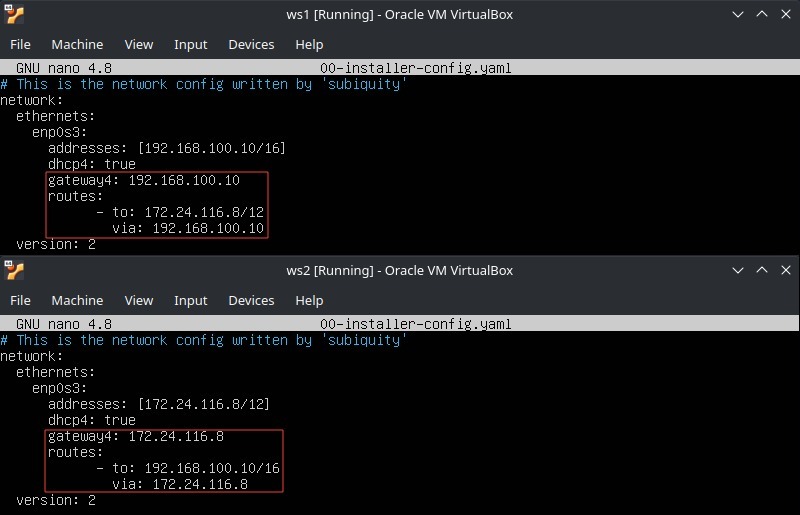 ws1 [Running] - Oracle VM VirtualBox
File Machine View Input Devices Help
GNU nano 4.8 00-installer-config.yaml
# This is the network config written by 'subiquity'
network:
  ethernets:
    enp0s3:
      addresses: [192.168.100.10/16]
      dhcp4: true
      gateway4: 192.168.100.10
      routes:
            - to: 172.24.116.8/12
              via: 192.168.100.10
  version: 2
ws2 [Running] - Oracle VM VirtualBox
File Machine View Input Devices Help
GNU nano 4.8 00-installer-config.yaml
# This is the network config written by 'subiquity'
network:
  ethernets:
    enp0s3:
      addresses: [172.24.116.8/12]
      dhcp4: true
      gateway4: 172.24.116.8
      routes:
            - to: 192.168.100.10/16
              via: 172.24.116.8
  version: 2